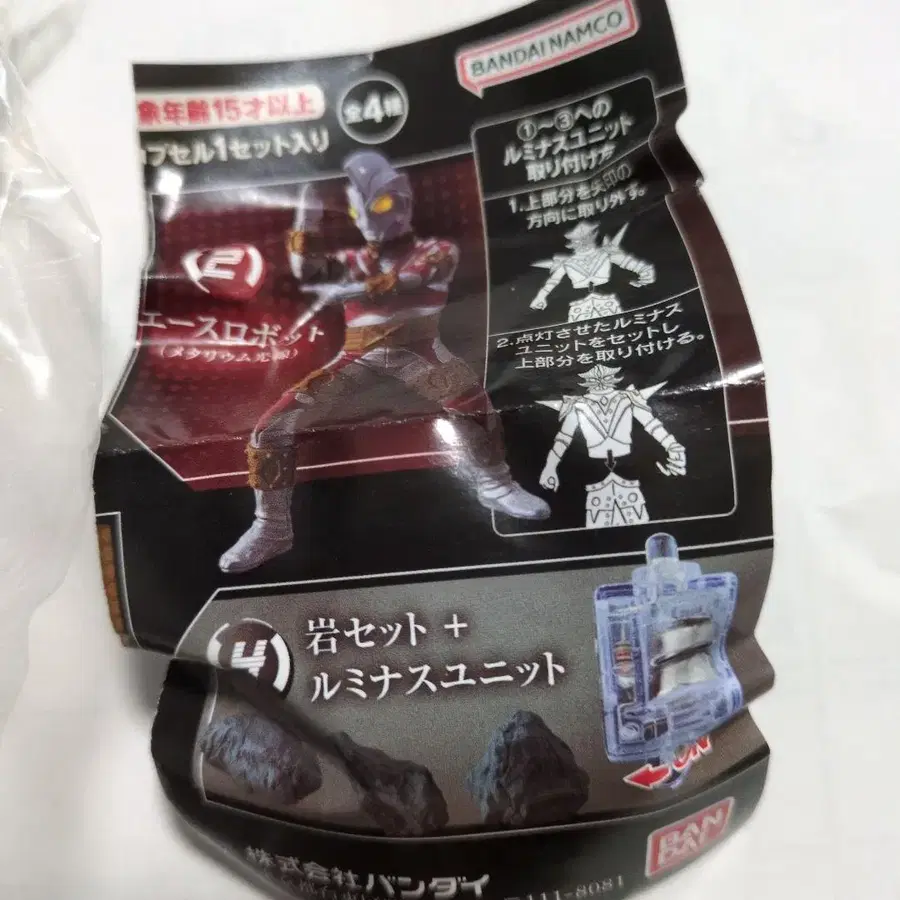 BANDAI NAMCO
象年齢15才以上
全4種
カプセル1セット入り
①～③への
ルミナスユニット
取り付け方
1.上部分を矢印の
方向に取り外す。
(2)
エースロボット
(メタリウム光線)
2.点灯させたルミナス
ユニットをセットし
上部分を取り付ける。
4
岩セット +
ルミナスユニット
ON
BAN
DAI
株式会社バンダイ
111-8081